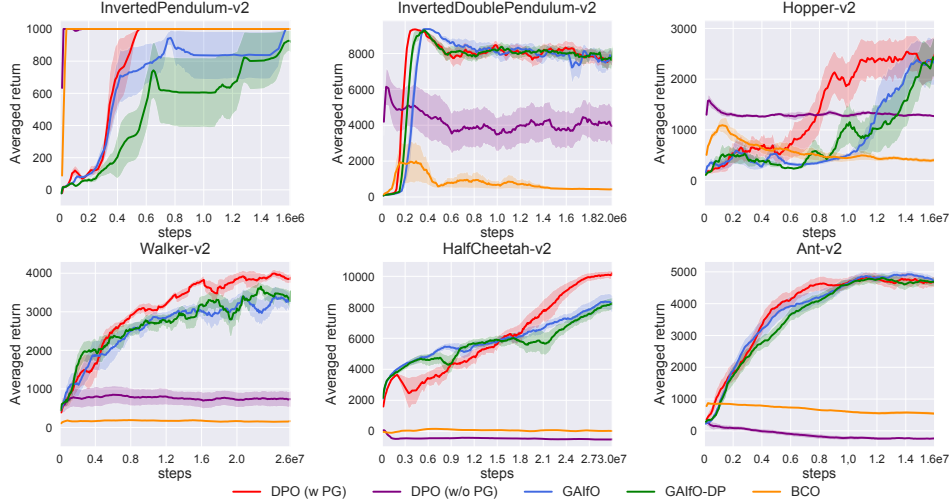 InvertedPendulum-v2 InvertedDoublePendulum-v2 Hopper-v2
Averaged return
1000
800
600
400
200
0
0 0.2 0.4 0.6 0.8 1.0 1.2 1.4 1.6e6
steps
Averaged return
8000
6000
4000
2000
0
0 0.2 0.3 0.6 0.8 1.0 1.2 1.4 1.6 1.82.0e6
steps
Averaged return
3000
2000
1000
0
0 0.2 0.4 0.6 0.8 1.0 1.2 1.4 1.6e7
steps
Walker-v2 HalfCheetah-v2 Ant-v2
Averaged return
4000
3000
2000
1000
0
0 0.4 0.8 1.2 1.6 2.0 2.6e7
steps
Averaged return
10000
8000
6000
4000
2000
0
0 0.3 0.6 0.9 1.2 1.5 1.8 2.1 2.4 2.73.0e7
steps
Averaged return
5000
4000
3000
2000
1000
0
0 0.2 0.4 0.6 0.8 1.0 1.2 1.4 1.6e7
steps
DPO (w PG) DPO (w/o PG) GAIfO GAIfO-DP BCO